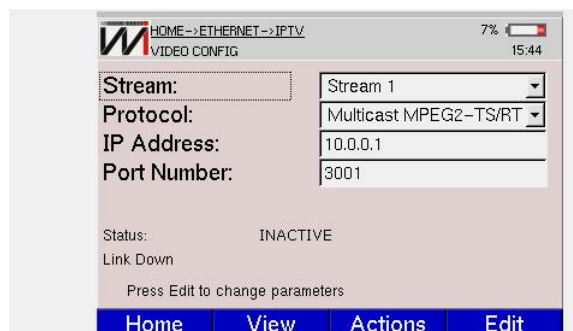 HOME->ETHERNET->IPTV 7%
VIDEO CONFIG 15:44
Stream: Stream 1
Protocol: Multicast MPEG2-TS/RT
IP Address: 10.0.0.1
Port Number: 3001
Status: INACTIVE
Link Down
Press Edit to change parameters
Home View Actions Edit